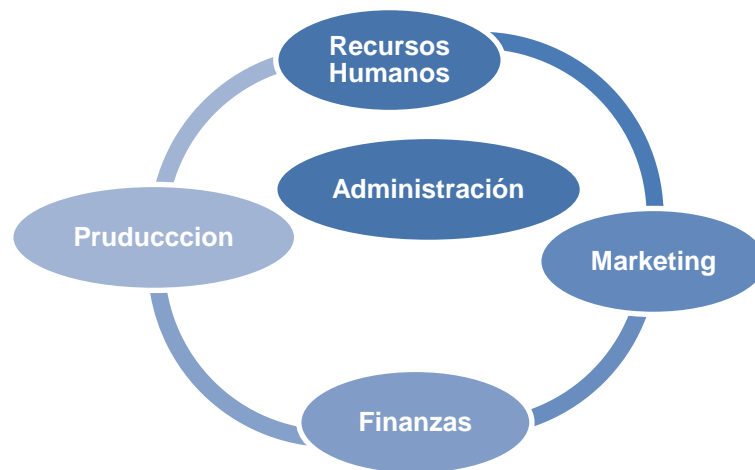 Recursos
Humanos
Administración
Pruducccion
Marketing
Finanzas